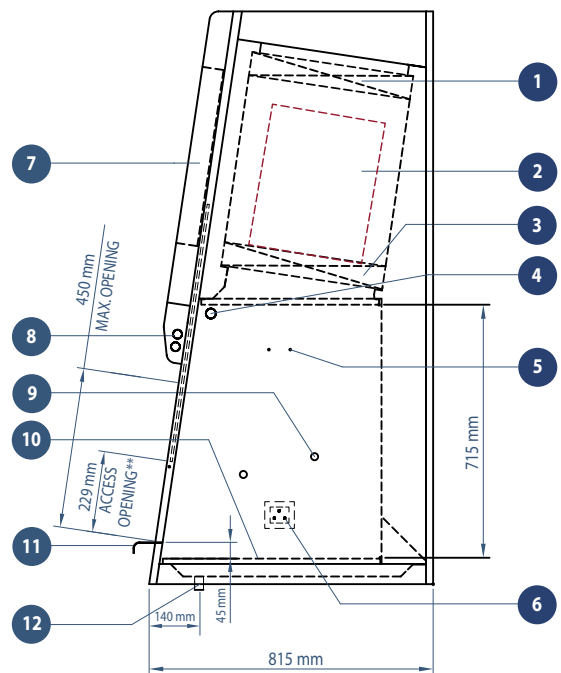 1
2
7
3
4
450 mm
MAX. OPENING
8
5
9
715 mm
10
229 mm
ACCESS
OPENING**
11
6
12
140 mm
45 mm
815 mm